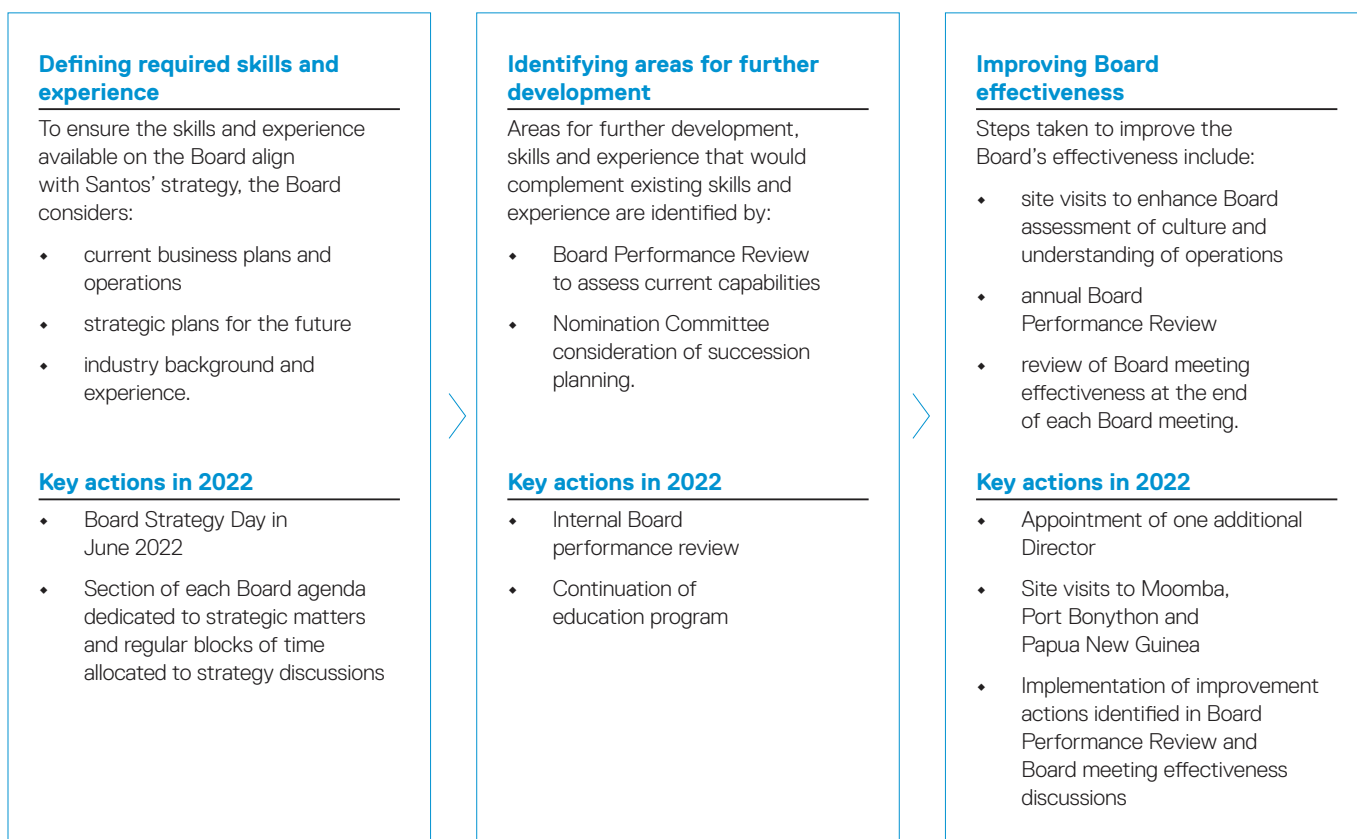 Defining required skills and
experience
To ensure the skills and experience
available on the Board align
with Santos’ strategy, the Board
considers:
⬥ current business plans and
operations
⬥ strategic plans for the future
⬥ industry background and
experience.
Key actions in 2022
⬥ Board Strategy Day in
June 2022
⬥ Section of each Board agenda
dedicated to strategic matters
and regular blocks of time
allocated to strategy discussions
Identifying areas for further
development
Areas for further development,
skills and experience that would
complement existing skills and
experience are identified by:
⬥ Board Performance Review
to assess current capabilities
⬥ Nomination Committee
consideration of succession
planning.
Key actions in 2022
⬥ Internal Board
performance review
⬥ Continuation of
education program
Improving Board
effectiveness
Steps taken to improve the
Board’s effectiveness include:
⬥ site visits to enhance Board
assessment of culture and
understanding of operations
⬥ annual Board
Performance Review
⬥ review of Board meeting
effectiveness at the end
of each Board meeting.
Key actions in 2022
⬥ Appointment of one additional
Director
⬥ Site visits to Moomba,
Port Bonython and
Papua New Guinea
⬥ Implementation of improvement
actions identified in Board
Performance Review and
Board meeting effectiveness
discussions